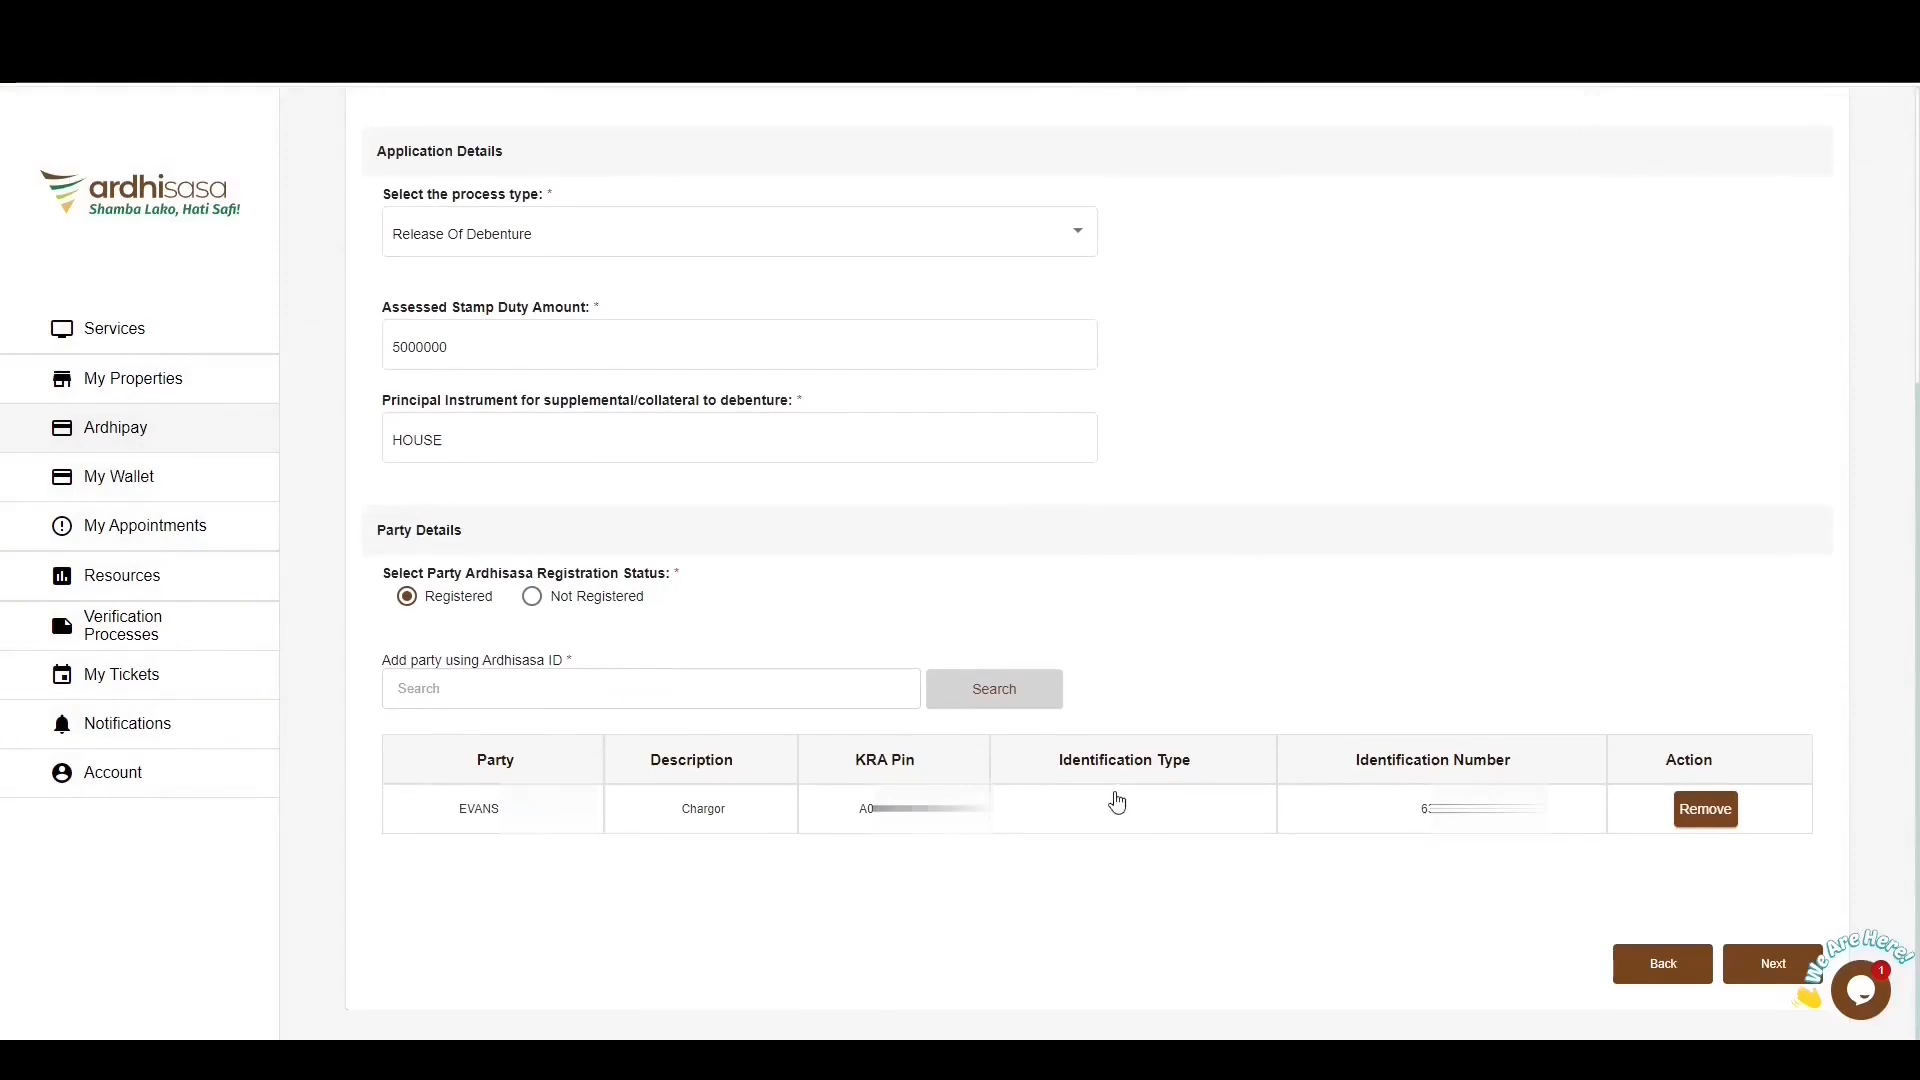 ardhisasa
Shamba Lako, Hati Safi!
Services
My Properties
Ardhipay
My Wallet
My Appointments
Resources
Verification
Processes
My Tickets
Notifications
Account
Application Details
Select the process type: *
Release Of Debenture
Assessed Stamp Duty Amount: *
5000000
Principal Instrument for supplemental/collateral to debenture: *
HOUSE
Party Details
Select Party Ardhisasa Registration Status: *
Registered Not Registered
Add party using Ardhisasa ID *
Search Search
Party Description KRA Pin Identification Type Identification Number Action
EVANS Chargor A0 Remove
Back Next
We Are Here!
1